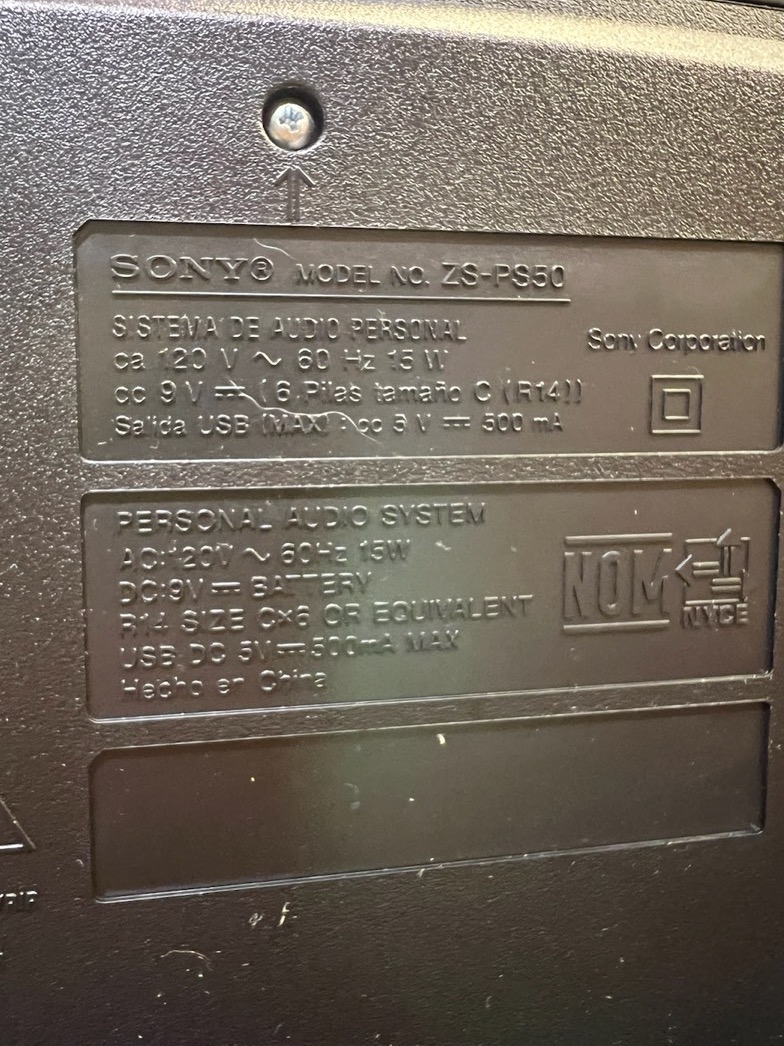 SONY® MODEL NO. ZS-PS50
SISTEMA DE AUDIO PERSONAL
ca 120 V ~ 60 Hz 15 W
cc 9 V ⎓ (6 Pilas tamaño C (R14))
Salida USB (MAX) : cc 5 V ⎓ 500 mA
Sony Corporation
PERSONAL AUDIO SYSTEM
AC:120V ~ 60Hz 15W
DC:9V ⎓ BATTERY
R14 SIZE C×6 OR EQUIVALENT
USB:DC 5V⎓500mA MAX
Hecho en China
NOM
NYCE